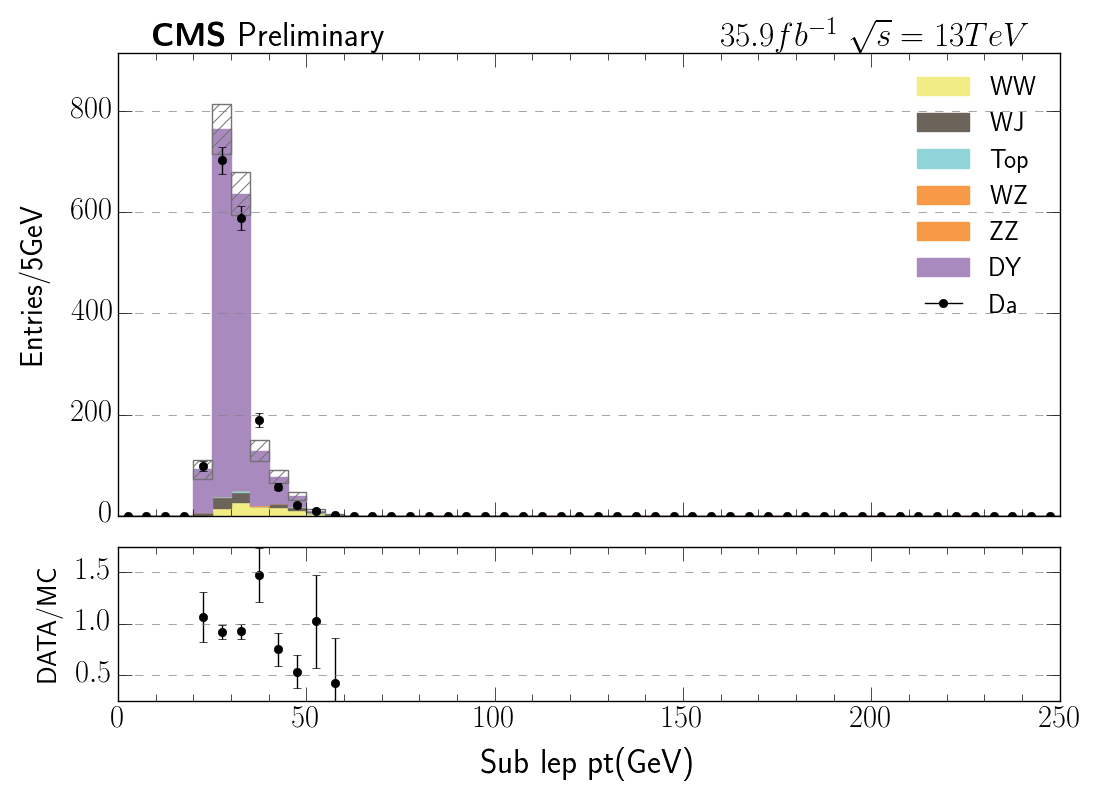 CMS Preliminary 35.9fb⁻¹ √s = 13TeV
800
600
400
200
0
Entries/5GeV
WW
WJ
Top
WZ
ZZ
DY
Da
1.5
1.0
0.5
DATA/MC
0 50 100 150 200 250
Sub lep pt(GeV)